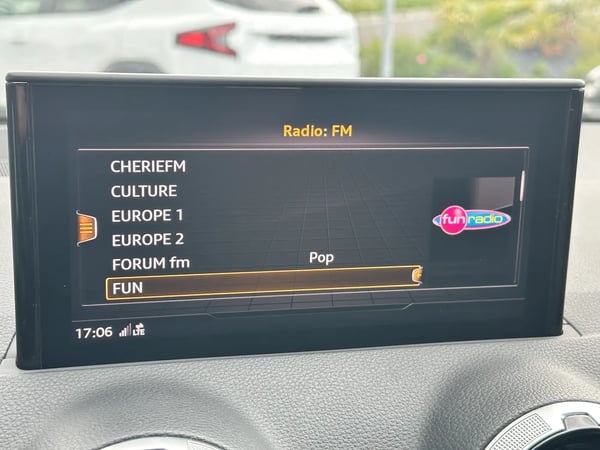 Radio: FM
CHERIEFM
CULTURE
EUROPE 1
EUROPE 2
FORUM fm Pop
FUN
fun radio
17:06 LTE